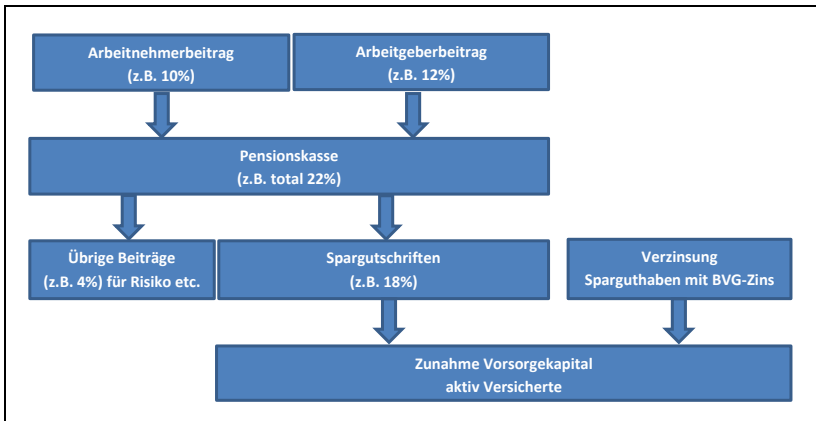 Arbeitnehmerbeitrag
(z.B. 10%)
Arbeitgeberbeitrag
(z.B. 12%)
Pensionskasse
(z.B. total 22%)
Übrige Beiträge
(z.B. 4%) für Risiko etc.
Spargutschriften
(z.B. 18%)
Verzinsung
Sparguthaben mit BVG-Zins
Zunahme Vorsorgekapital
aktiv Versicherte